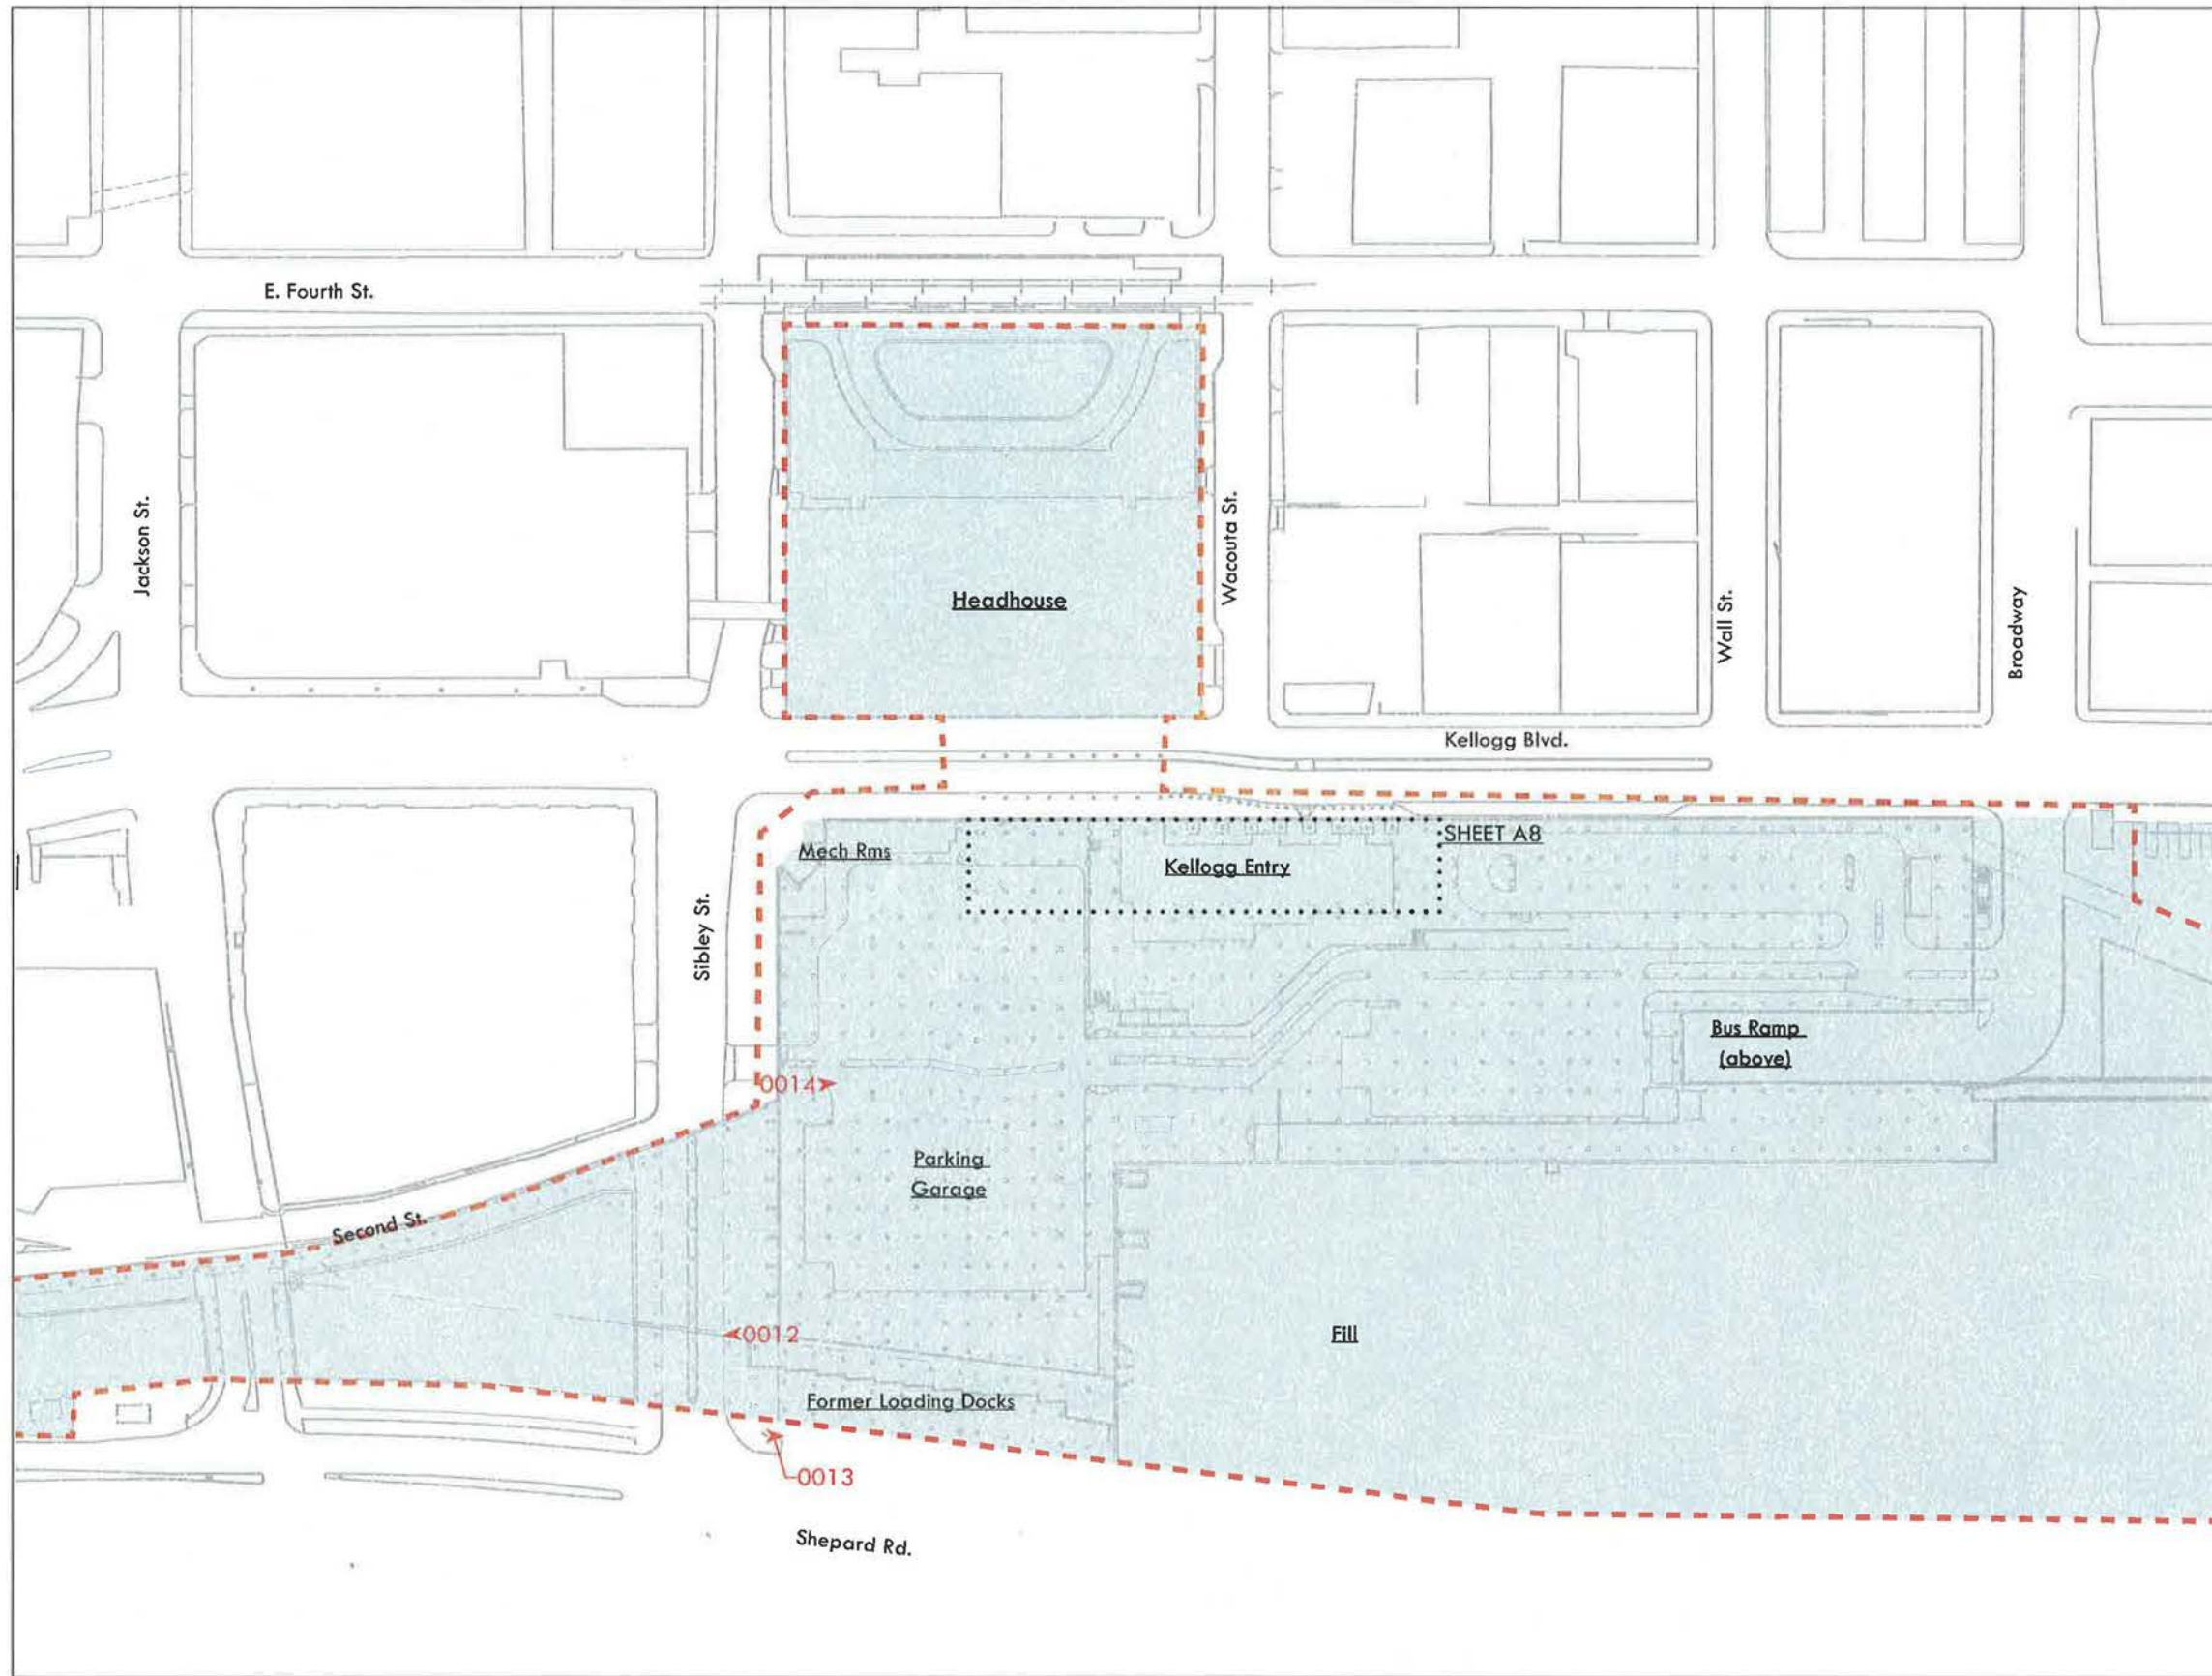 E. Fourth St.
Jackson St.
Headhouse
Wacouta St.
Wall St.
Broadway
Kellogg Blvd.
SHEET A8
Mech Rms
Kellogg Entry
Sibley St.
Bus Ramp
(above)
0014
Parking
Garage
Second St.
0012
Fill
Former Loading Docks
0013
Shepard Rd.